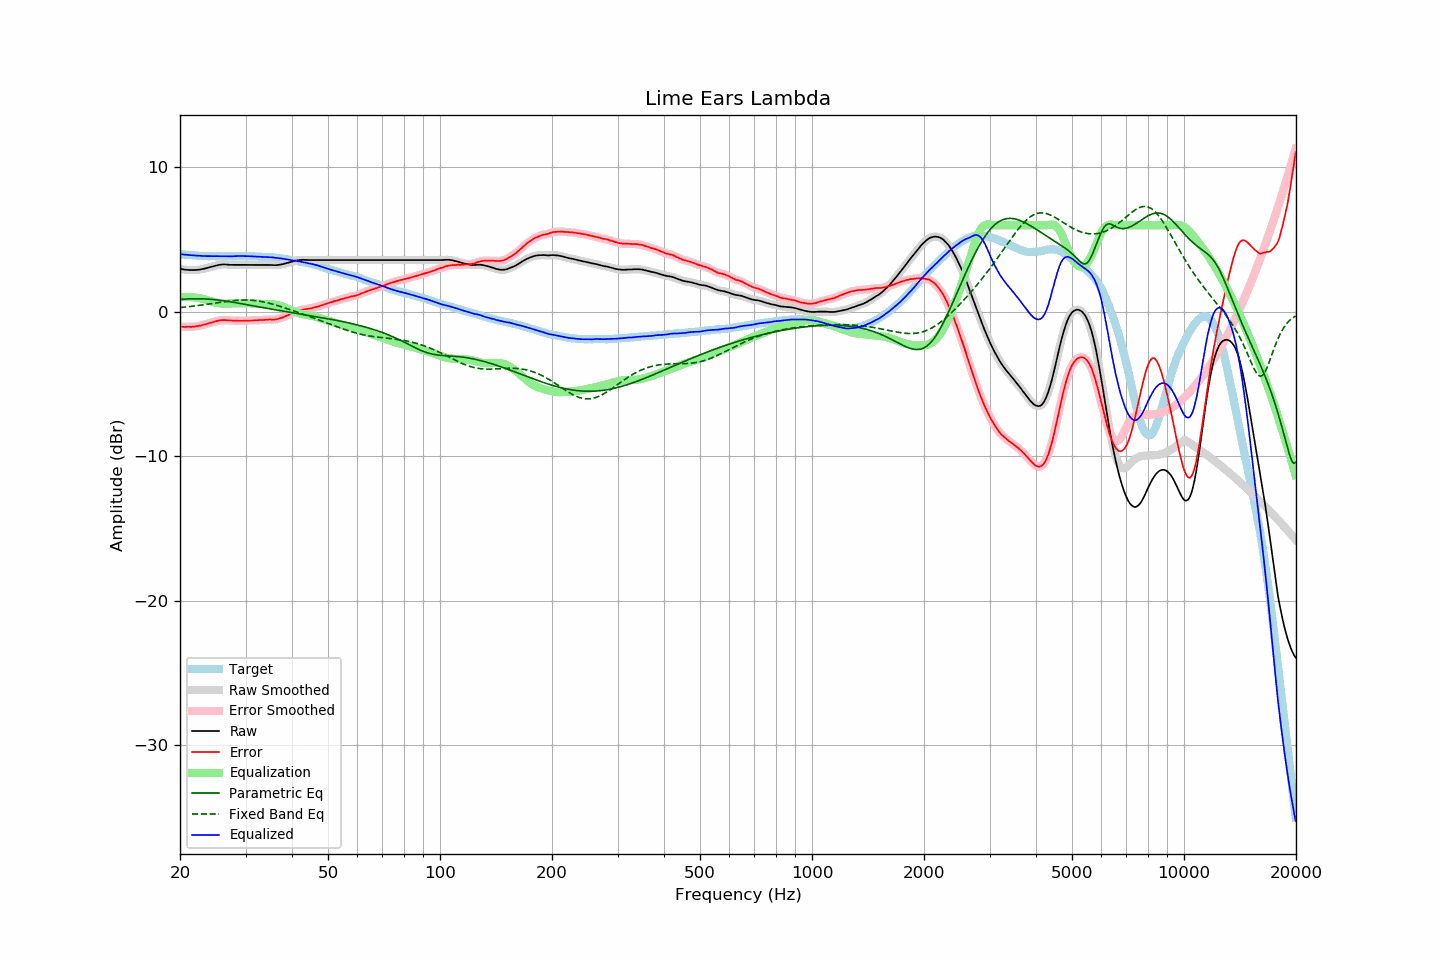 Lime Ears Lambda
Amplitude (dBr)
10
0
−10
−20
−30
Target
Raw Smoothed
Error Smoothed
Raw
Error
Equalization
Parametric Eq
Fixed Band Eq
Equalized
20 50 100 200 500 1000 2000 5000 10000 20000
Frequency (Hz)